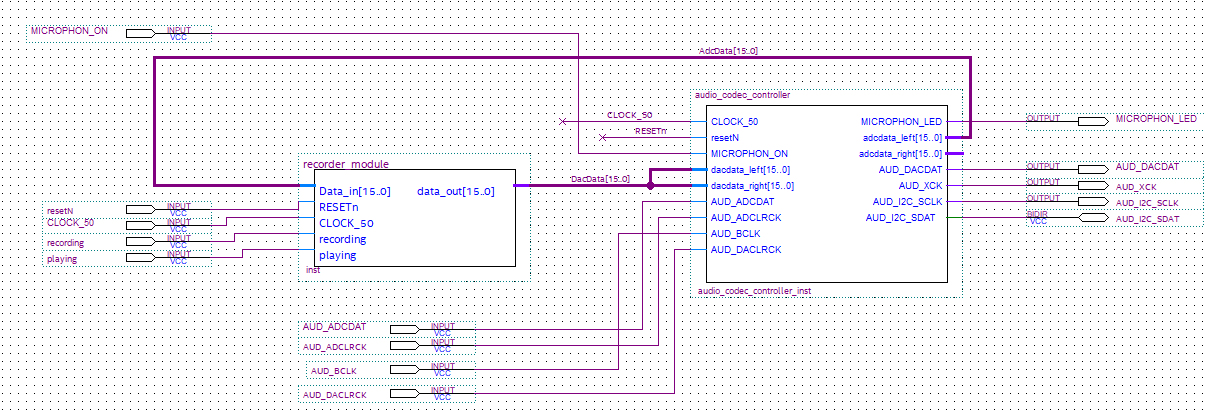 MICROPHON_ON INPUT VCC
AdcData[15..0]
audio_codec_controller
CLOCK_50
RESETn
CLOCK_50 MICROPHON_LED
resetN adcdata_left[15..0]
MICROPHON_ON adcdata_right[15..0]
dacdata_left[15..0] AUD_DACDAT
dacdata_right[15..0] AUD_XCK
AUD_ADCDAT AUD_I2C_SCLK
AUD_ADCLRCK AUD_I2C_SDAT
AUD_BCLK
AUD_DACLRCK
audio_codec_controller_inst
OUTPUT MICROPHON_LED
OUTPUT AUD_DACDAT
OUTPUT AUD_XCK
OUTPUT AUD_I2C_SCLK
BIDIR VCC AUD_I2C_SDAT
recorder_module
DacData[15..0]
Data_in[15..0] data_out[15..0]
RESETn
CLOCK_50
recording
playing
inst
resetN INPUT VCC
CLOCK_50 INPUT VCC
recording INPUT VCC
playing INPUT VCC
AUD_ADCDAT INPUT VCC
AUD_ADCLRCK INPUT VCC
AUD_BCLK INPUT VCC
AUD_DACLRCK INPUT VCC